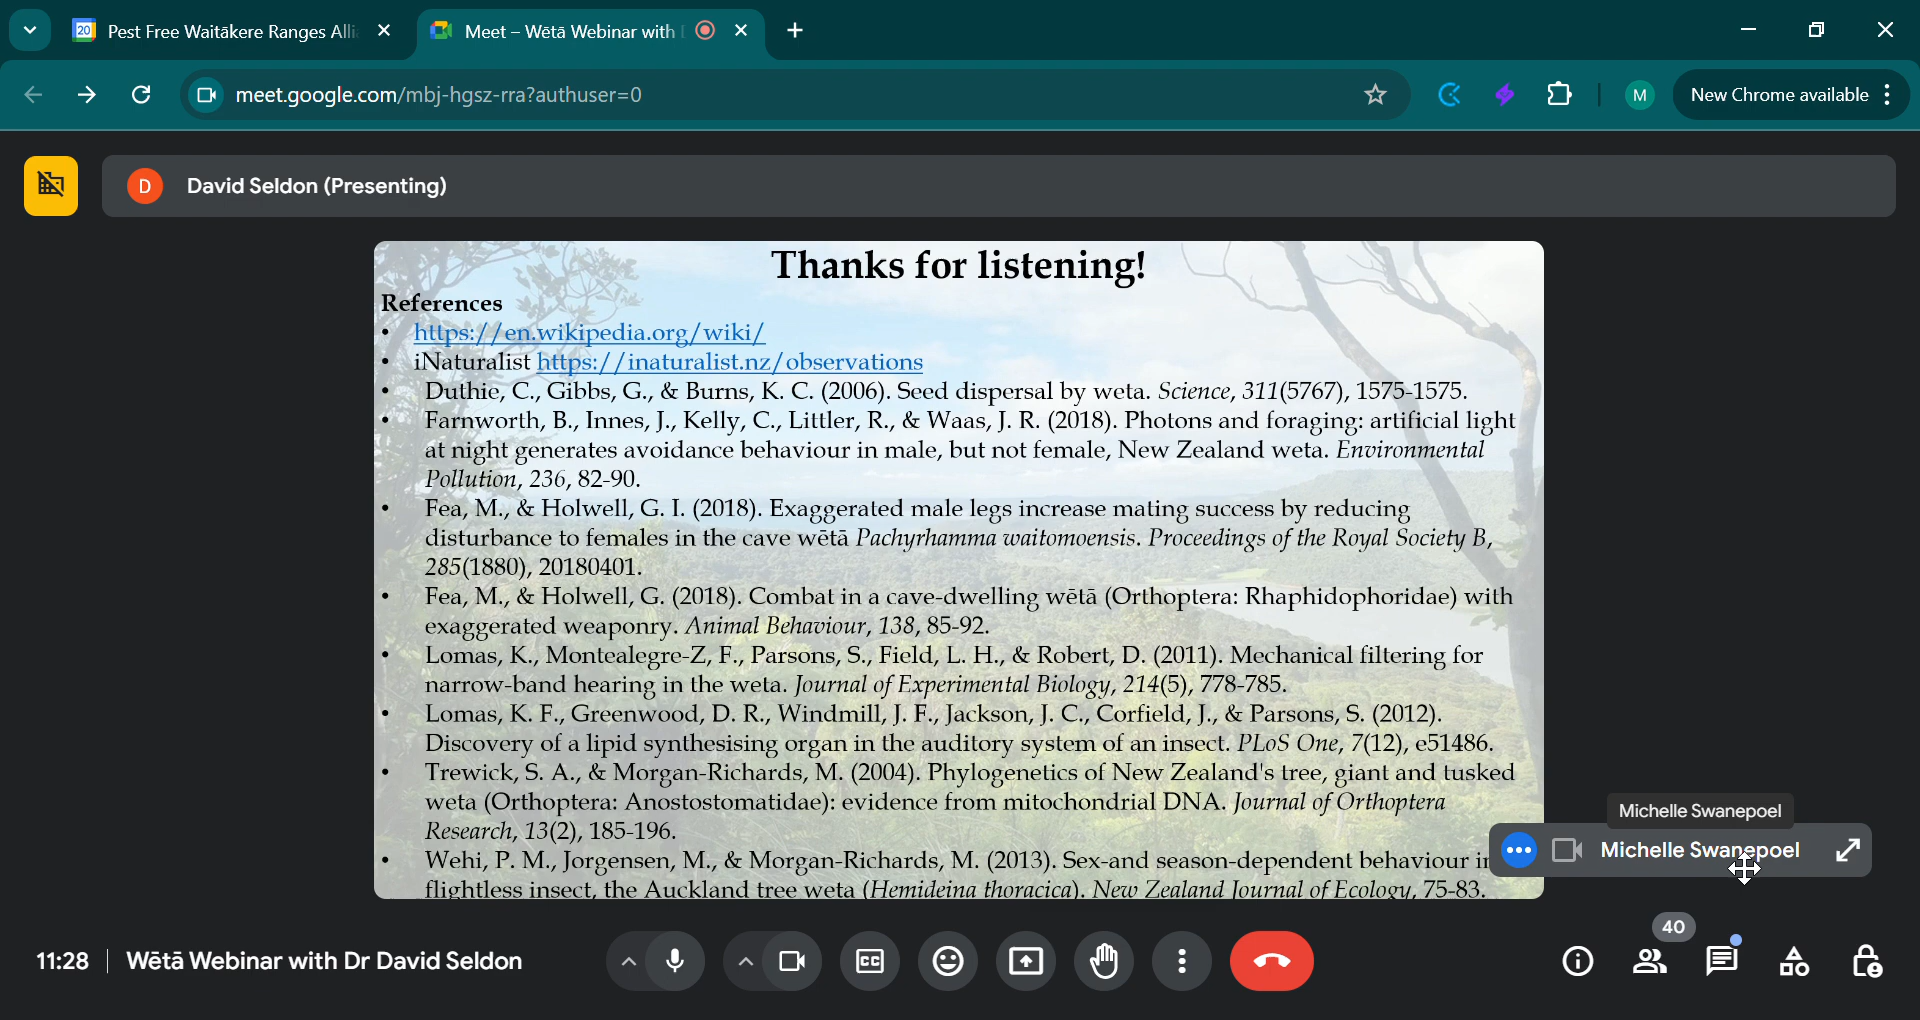 Pest Free Waitākere Ranges Alli
Meet – Wētā Webinar with
meet.google.com/mbj-hgsz-rra?authuser=0
M
New Chrome available
D
David Seldon (Presenting)
Thanks for listening!
References
• https://en.wikipedia.org/wiki/
• iNaturalist https://inaturalist.nz/observations
• Duthie, C., Gibbs, G., & Burns, K. C. (2006). Seed dispersal by weta. Science, 311(5767), 1575-1575.
• Farnworth, B., Innes, J., Kelly, C., Littler, R., & Waas, J. R. (2018). Photons and foraging: artificial light
at night generates avoidance behaviour in male, but not female, New Zealand weta. Environmental
Pollution, 236, 82-90.
• Fea, M., & Holwell, G. I. (2018). Exaggerated male legs increase mating success by reducing
disturbance to females in the cave wētā Pachyrhamma waitomoensis. Proceedings of the Royal Society B,
285(1880), 20180401.
• Fea, M., & Holwell, G. (2018). Combat in a cave-dwelling wētā (Orthoptera: Rhaphidophoridae) with
exaggerated weaponry. Animal Behaviour, 138, 85-92.
• Lomas, K., Montealegre-Z, F., Parsons, S., Field, L. H., & Robert, D. (2011). Mechanical filtering for
narrow-band hearing in the weta. Journal of Experimental Biology, 214(5), 778-785.
• Lomas, K. F., Greenwood, D. R., Windmill, J. F., Jackson, J. C., Corfield, J., & Parsons, S. (2012).
Discovery of a lipid synthesising organ in the auditory system of an insect. PLoS One, 7(12), e51486.
• Trewick, S. A., & Morgan-Richards, M. (2004). Phylogenetics of New Zealand's tree, giant and tusked
weta (Orthoptera: Anostostomatidae): evidence from mitochondrial DNA. Journal of Orthoptera
Research, 13(2), 185-196.
• Wehi, P. M., Jorgensen, M., & Morgan-Richards, M. (2013). Sex-and season-dependent behaviour in
flightless insect, the Auckland tree weta (Hemideina thoracica). New Zealand Journal of Ecology, 75-83.
Michelle Swanepoel
Michelle Swanepoel
11:28
Wētā Webinar with Dr David Seldon
CC
40